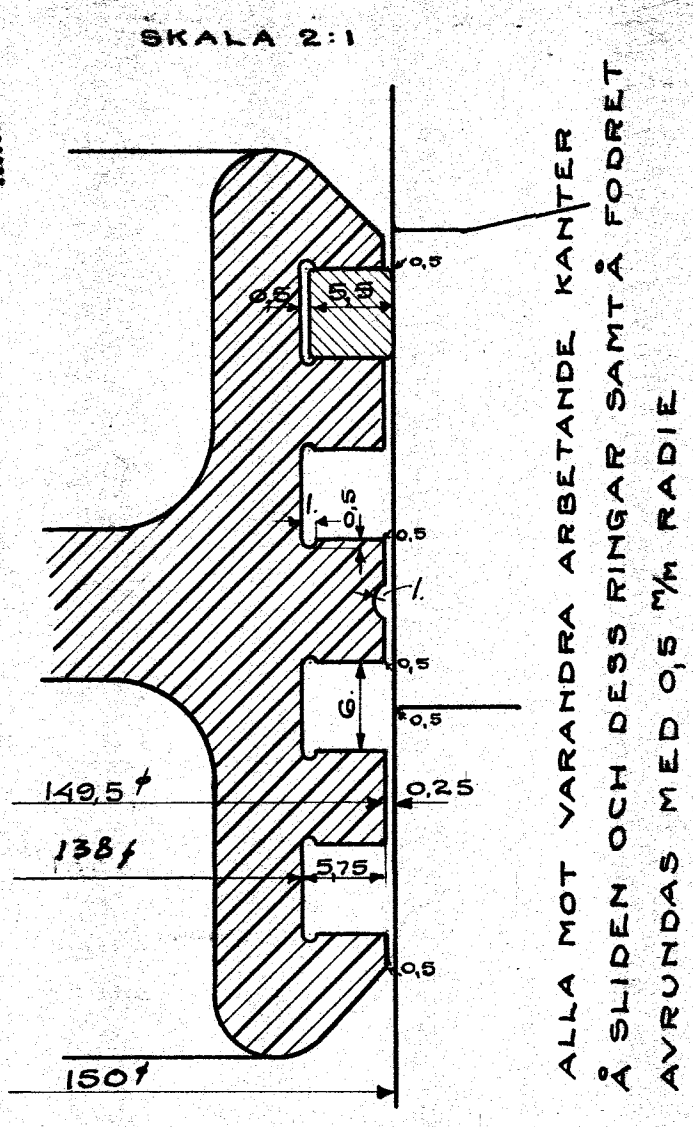 SKALA 2:1
0,5
0,5
5,5
1.
0,5
0,5
1.
0,5
6.
0,5
149,5 ϕ
0,25
138 ϕ
5,75
0,5
150 ϕ
ALLA MOT VARANDRA ARBETANDE KANTER
Å SLIDEN OCH DESS RINGAR SAMT Å FODRET
AVRUNDAS MED 0,5 M/M RADIE